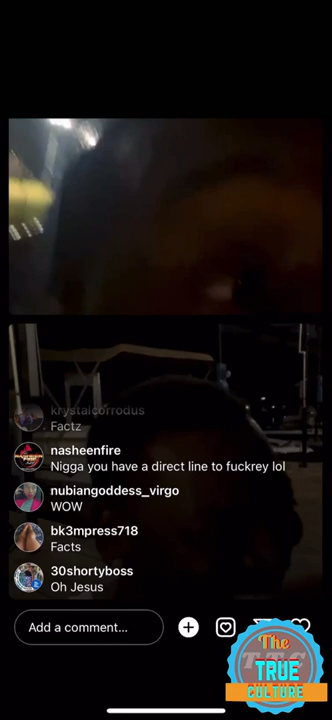 krystalcorrodus
Factz
nasheenfire
Nigga you have a direct line to fuckrey lol
nubiangoddess_virgo
WOW
bk3mpress718
Facts
30shortyboss
Oh Jesus
Add a comment...
The
T.T.C
TRUE
CULTURE